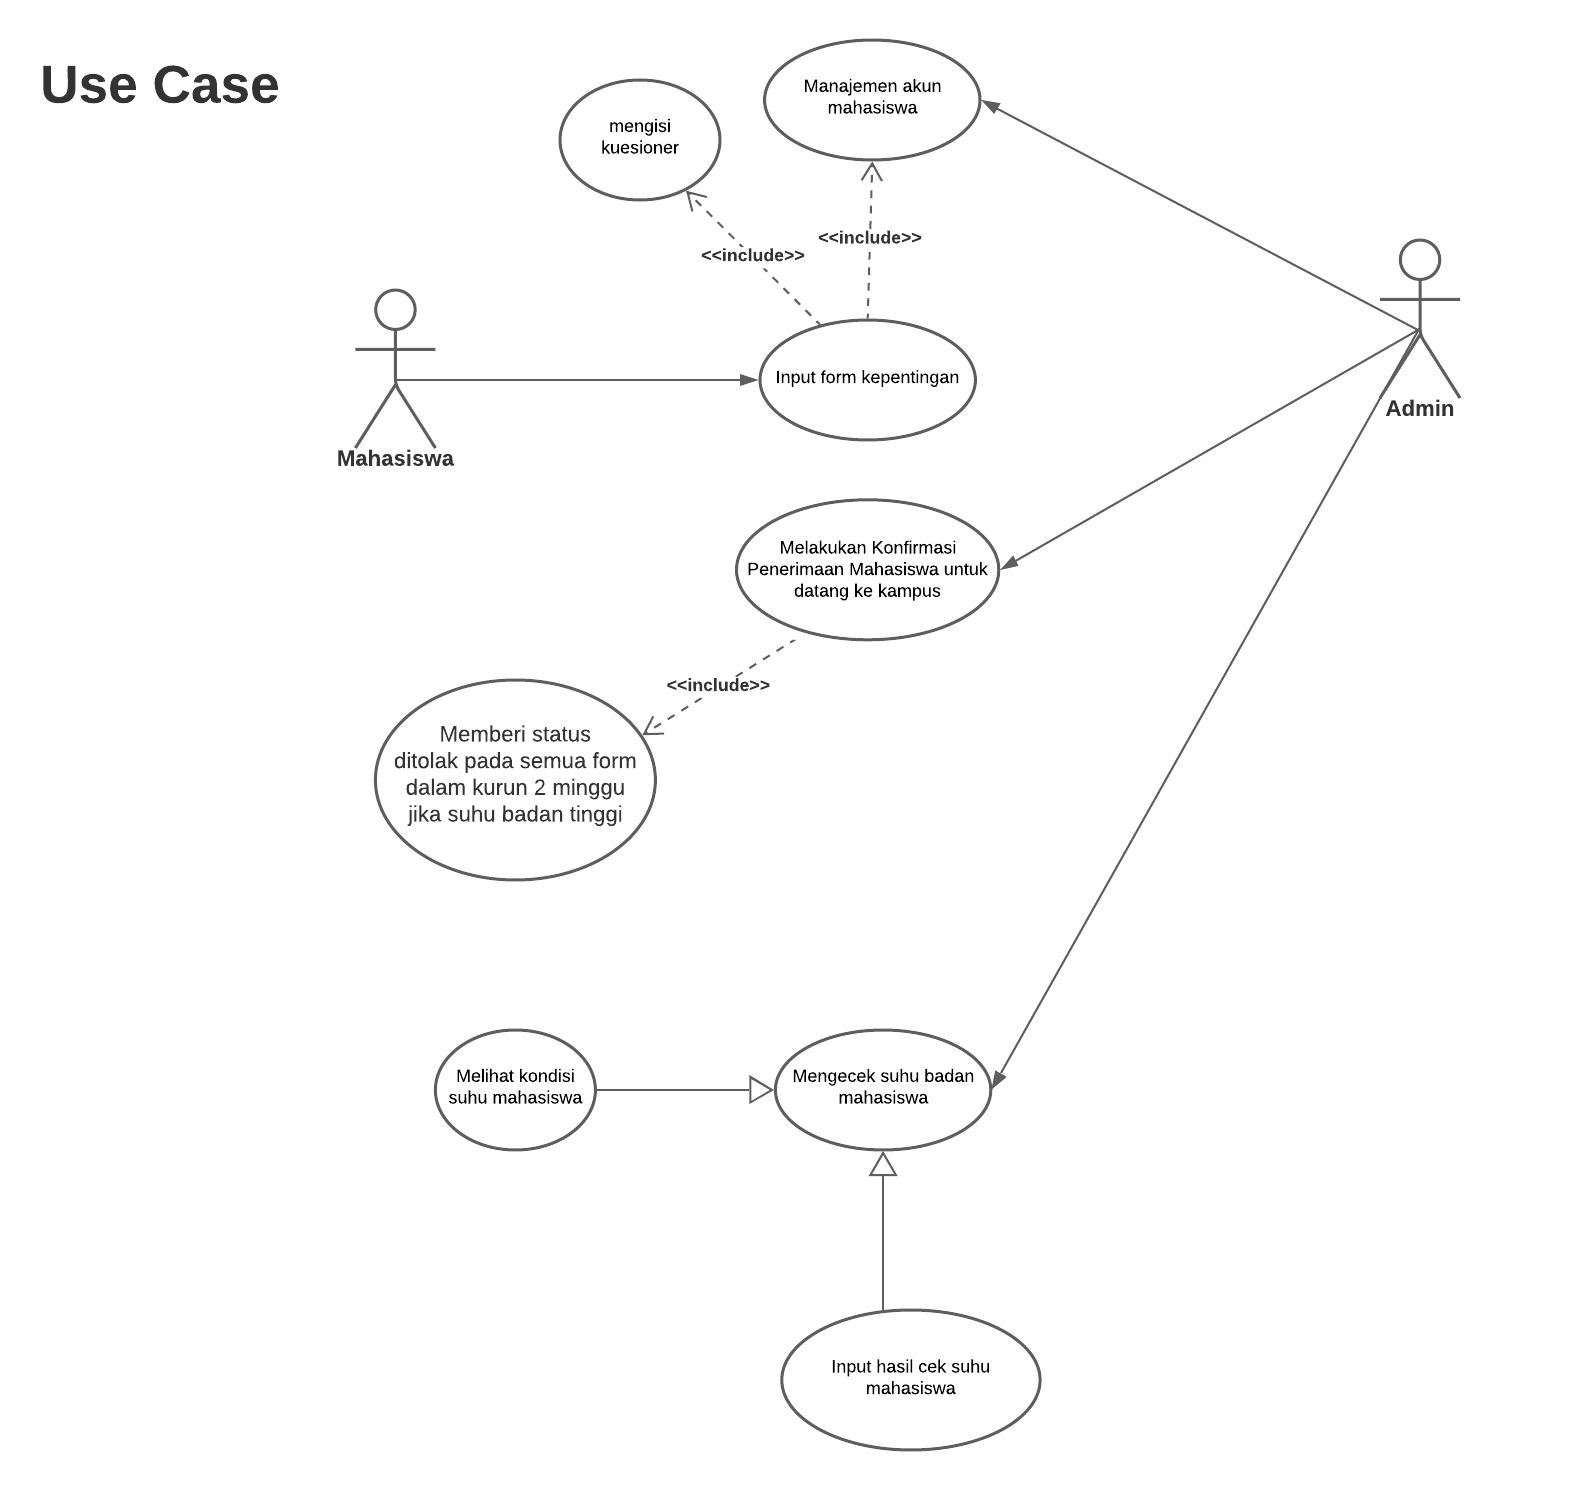 Use Case
Manajemen akun
mahasiswa
mengisi
kuesioner
<<include>>
<<include>>
Input form kepentingan
Mahasiswa
Admin
Melakukan Konfirmasi
Penerimaan Mahasiswa untuk
datang ke kampus
<<include>>
Memberi status
ditolak pada semua form
dalam kurun 2 minggu
jika suhu badan tinggi
Melihat kondisi
suhu mahasiswa
Mengecek suhu badan
mahasiswa
Input hasil cek suhu
mahasiswa